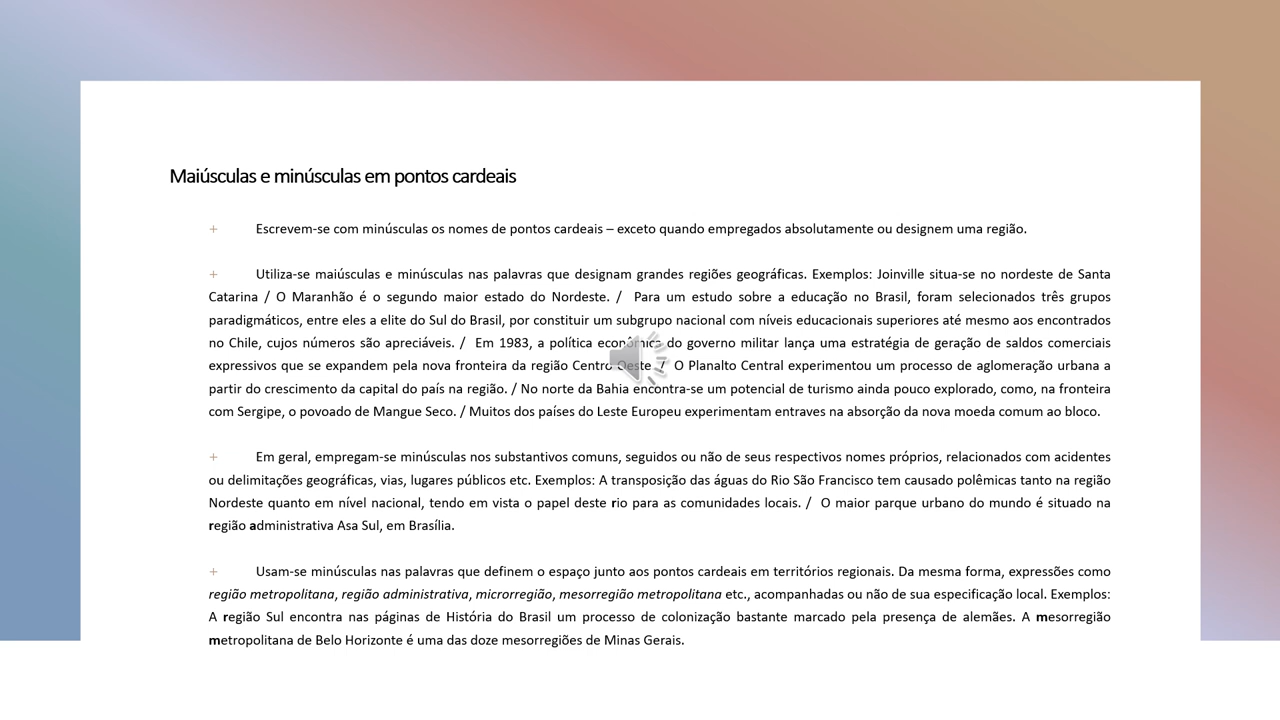 Maiúsculas e minúsculas em pontos cardeais
+ Escrevem-se com minúsculas os nomes de pontos cardeais – exceto quando empregados absolutamente ou designem uma região.
+ Utiliza-se maiúsculas e minúsculas nas palavras que designam grandes regiões geográficas. Exemplos: Joinville situa-se no nordeste de Santa
Catarina / O Maranhão é o segundo maior estado do Nordeste. / Para um estudo sobre a educação no Brasil, foram selecionados três grupos
paradigmáticos, entre eles a elite do Sul do Brasil, por constituir um subgrupo nacional com níveis educacionais superiores até mesmo aos encontrados
no Chile, cujos números são apreciáveis. / Em 1983, a política econômica do governo militar lança uma estratégia de geração de saldos comerciais
expressivos que se expandem pela nova fronteira da região Centro Oeste. / O Planalto Central experimentou um processo de aglomeração urbana a
partir do crescimento da capital do país na região. / No norte da Bahia encontra-se um potencial de turismo ainda pouco explorado, como, na fronteira
com Sergipe, o povoado de Mangue Seco. / Muitos dos países do Leste Europeu experimentam entraves na absorção da nova moeda comum ao bloco.
+ Em geral, empregam-se minúsculas nos substantivos comuns, seguidos ou não de seus respectivos nomes próprios, relacionados com acidentes
ou delimitações geográficas, vias, lugares públicos etc. Exemplos: A transposição das águas do Rio São Francisco tem causado polêmicas tanto na região
Nordeste quanto em nível nacional, tendo em vista o papel deste rio para as comunidades locais. / O maior parque urbano do mundo é situado na
região administrativa Asa Sul, em Brasília.
+ Usam-se minúsculas nas palavras que definem o espaço junto aos pontos cardeais em territórios regionais. Da mesma forma, expressões como
região metropolitana, região administrativa, microrregião, mesorregião metropolitana etc., acompanhadas ou não de sua especificação local. Exemplos:
A região Sul encontra nas páginas de História do Brasil um processo de colonização bastante marcado pela presença de alemães. A mesorregião
metropolitana de Belo Horizonte é uma das doze mesorregiões de Minas Gerais.